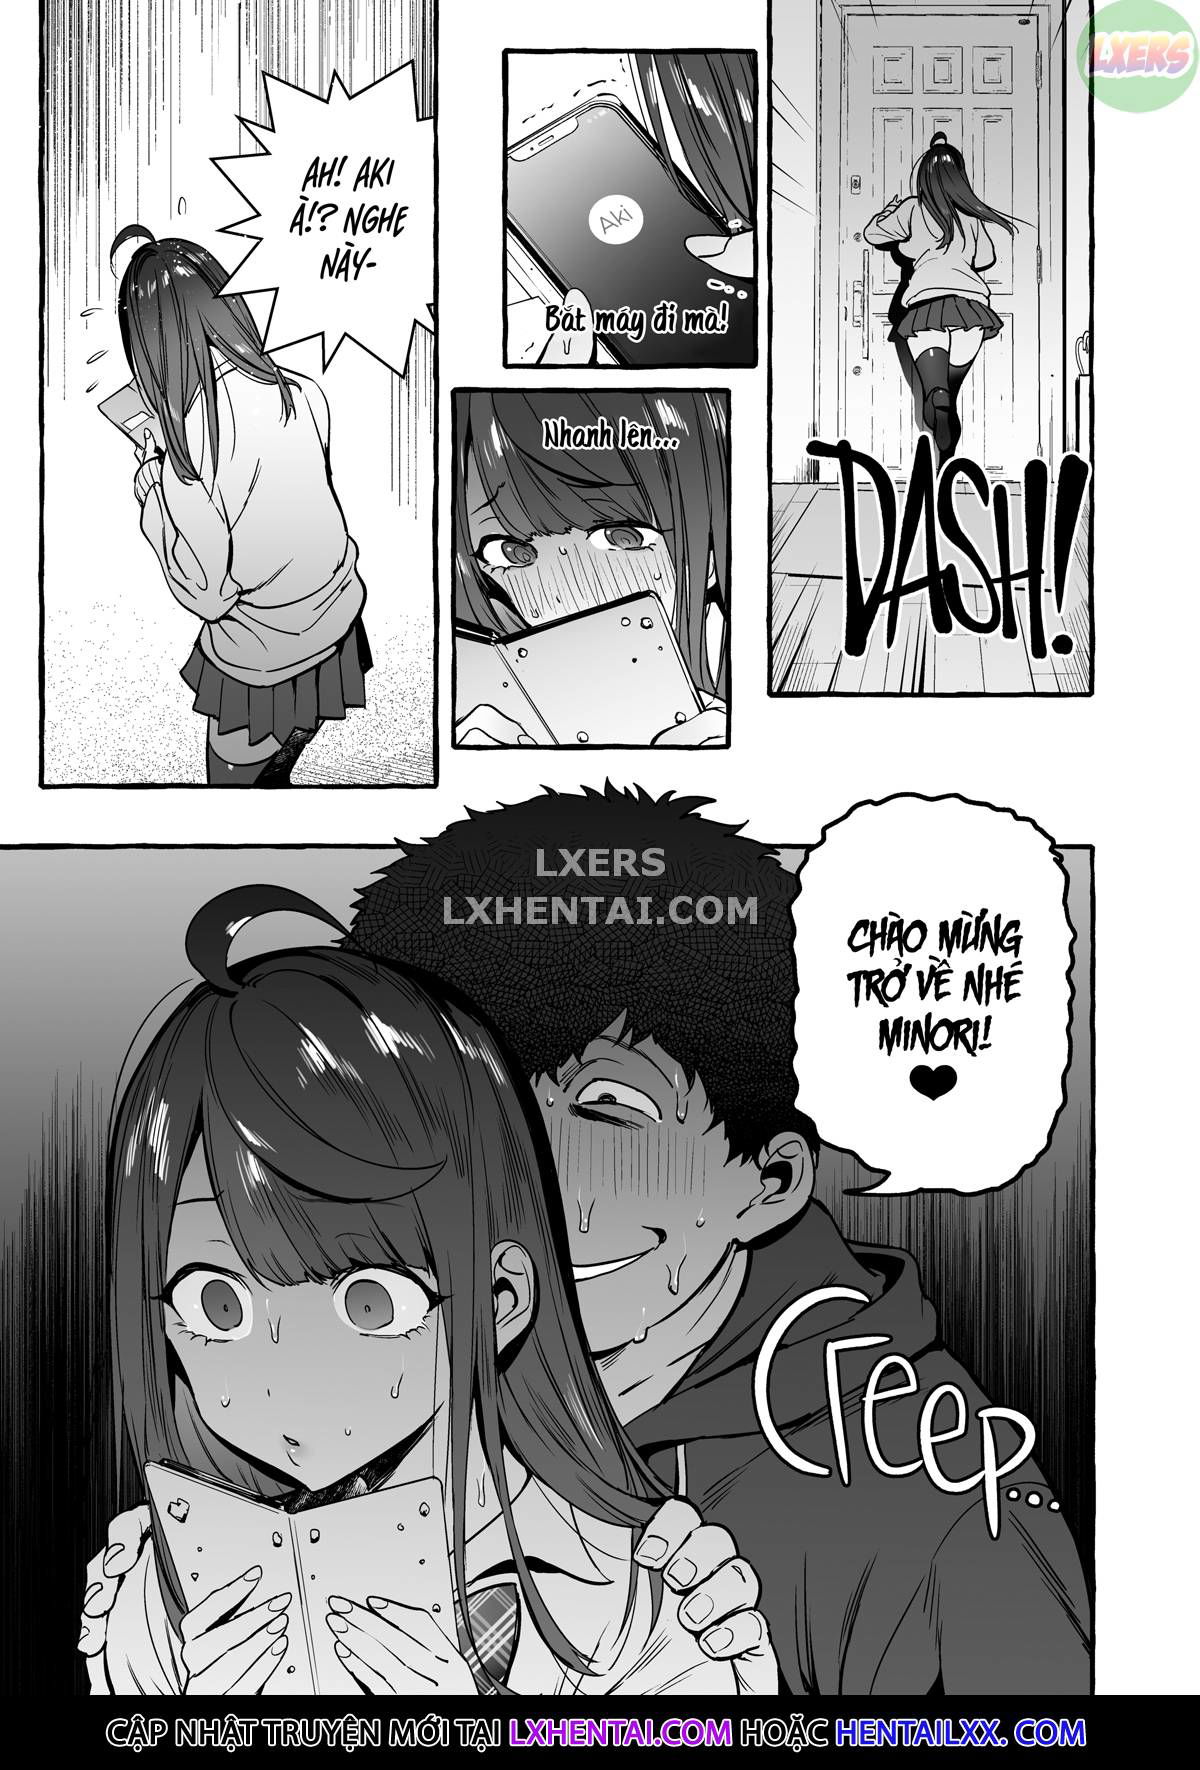 LXERS
DASH!
Aki
Bắt máy đi mà!
Nhanh lên...
AH! AKI
À!? NGHE
NÀY-
LXERS
LXHENTAI.COM
CHÀO MỪNG
TRỞ VỀ NHÉ
MINORI!
CREEP...
CẬP NHẬT TRUYỆN MỚI TẠI LXHENTAI.COM HOẶC HENTAILXX. COM